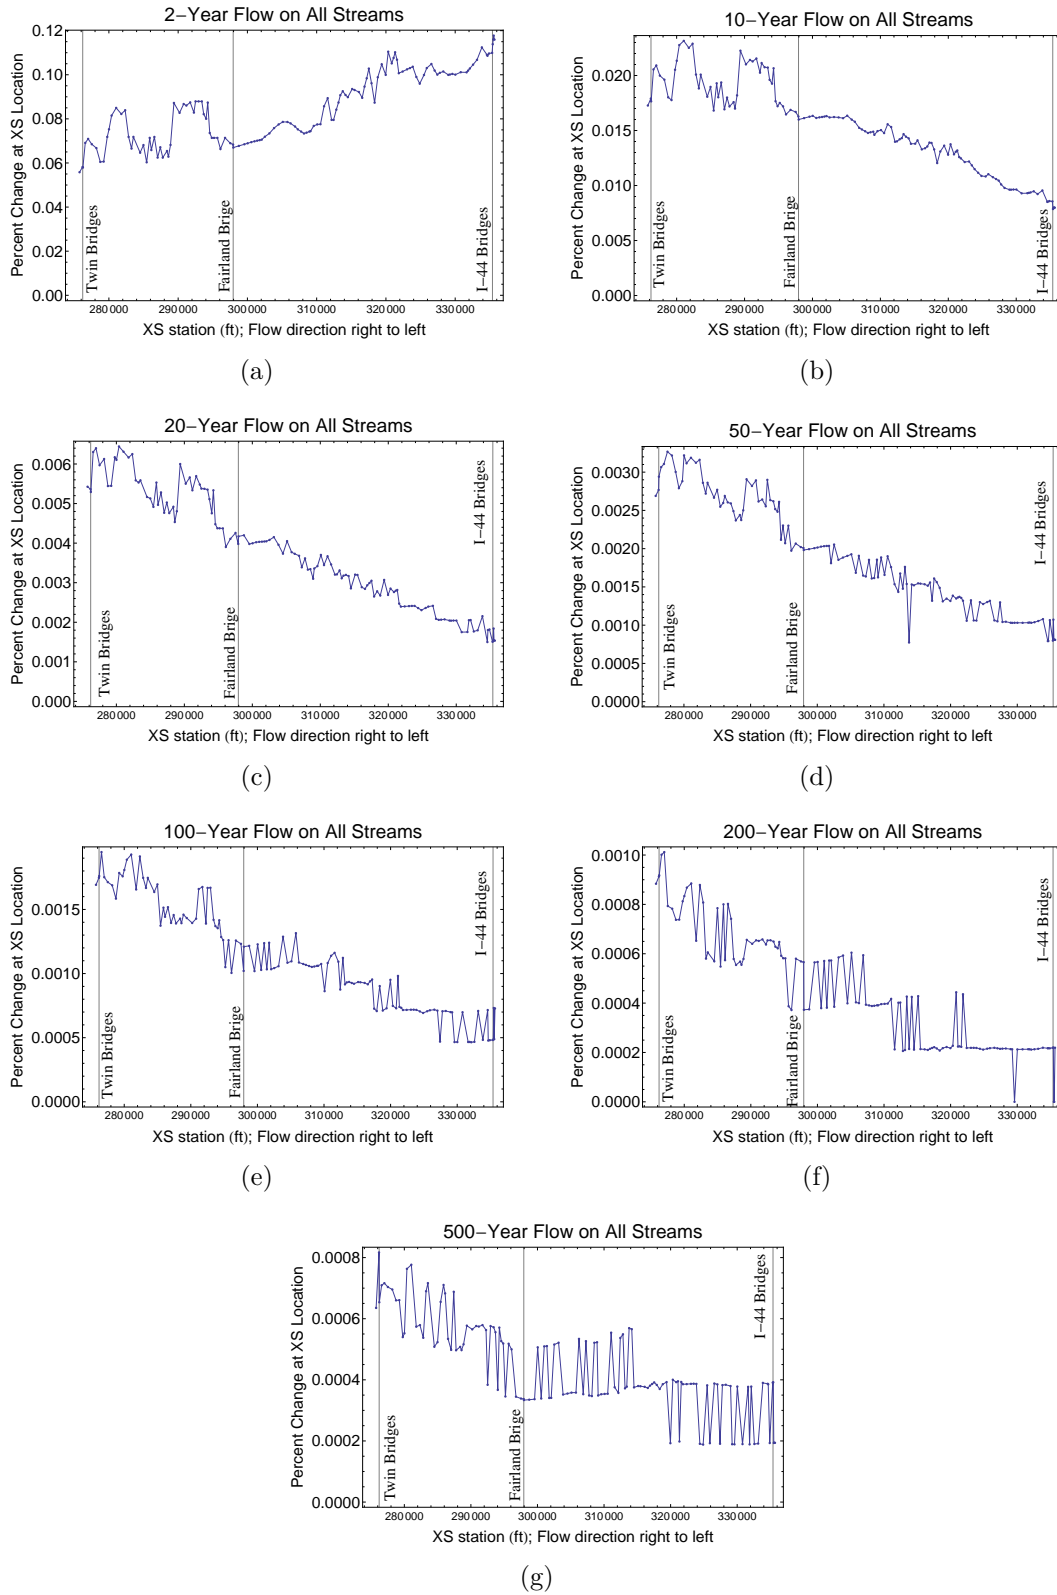 2−Year Flow on All Streams
Percent Change at XS Location
0.12
0.10
0.08
0.06
0.04
0.02
0.00
Twin Bridges
Fairland Brige
I−44 Bridges
280000 290000 300000 310000 320000 330000
XS station (ft); Flow direction right to left
(a)
10−Year Flow on All Streams
Percent Change at XS Location
0.020
0.015
0.010
0.005
0.000
Twin Bridges
Fairland Brige
I−44 Bridges
280000 290000 300000 310000 320000 330000
XS station (ft); Flow direction right to left
(b)
20−Year Flow on All Streams
Percent Change at XS Location
0.006
0.005
0.004
0.003
0.002
0.001
0.000
Twin Bridges
Fairland Brige
I−44 Bridges
280000 290000 300000 310000 320000 330000
XS station (ft); Flow direction right to left
(c)
50−Year Flow on All Streams
Percent Change at XS Location
0.0030
0.0025
0.0020
0.0015
0.0010
0.0005
0.0000
Twin Bridges
Fairland Brige
I−44 Bridges
280000 290000 300000 310000 320000 330000
XS station (ft); Flow direction right to left
(d)
100−Year Flow on All Streams
Percent Change at XS Location
0.0015
0.0010
0.0005
0.0000
Twin Bridges
Fairland Brige
I−44 Bridges
280000 290000 300000 310000 320000 330000
XS station (ft); Flow direction right to left
(e)
200−Year Flow on All Streams
Percent Change at XS Location
0.0010
0.0008
0.0006
0.0004
0.0002
0.0000
Twin Bridges
Fairland Brige
I−44 Bridges
280000 290000 300000 310000 320000 330000
XS station (ft); Flow direction right to left
(f)
500−Year Flow on All Streams
Percent Change at XS Location
0.0008
0.0006
0.0004
0.0002
0.0000
Twin Bridges
Fairland Brige
I−44 Bridges
280000 290000 300000 310000 320000 330000
XS station (ft); Flow direction right to left
(g)